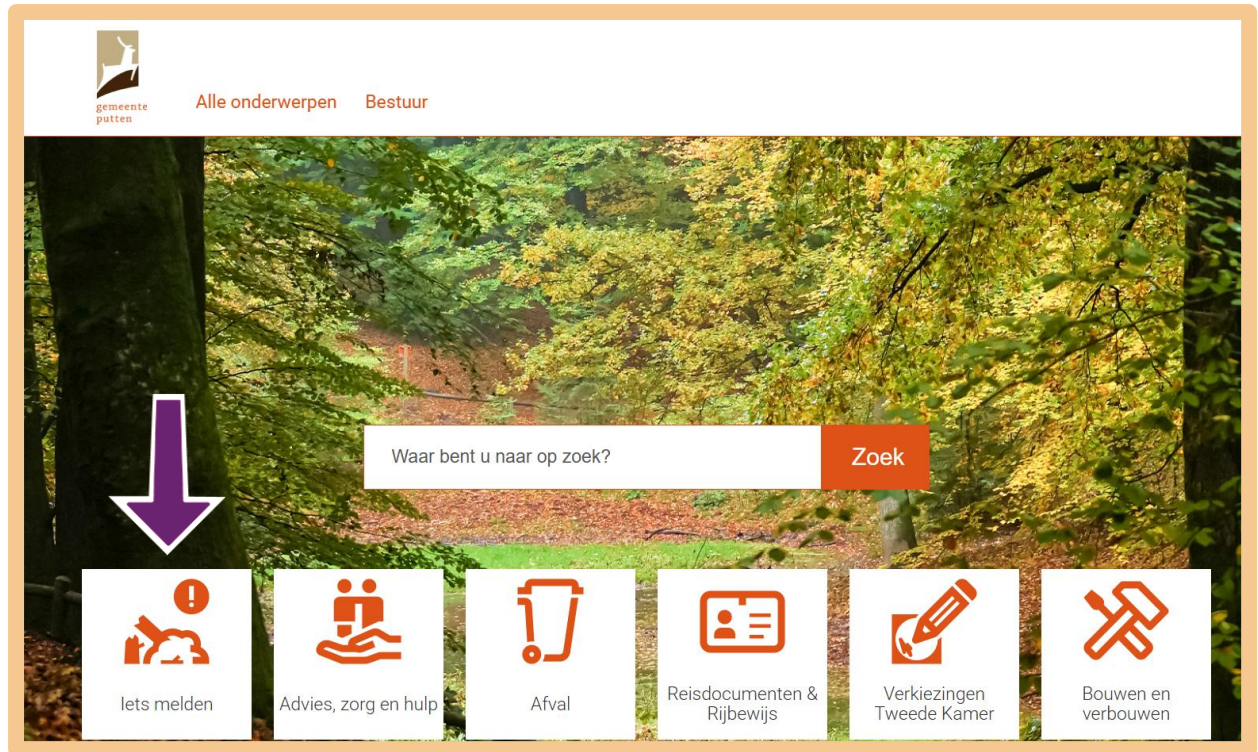 gemeente
putten
Alle onderwerpen Bestuur
Waar bent u naar op zoek? Zoek
Iets melden
Advies, zorg en hulp
Afval
Reisdocumenten &
Rijbewijs
Verkiezingen
Tweede Kamer
Bouwen en
verbouwen